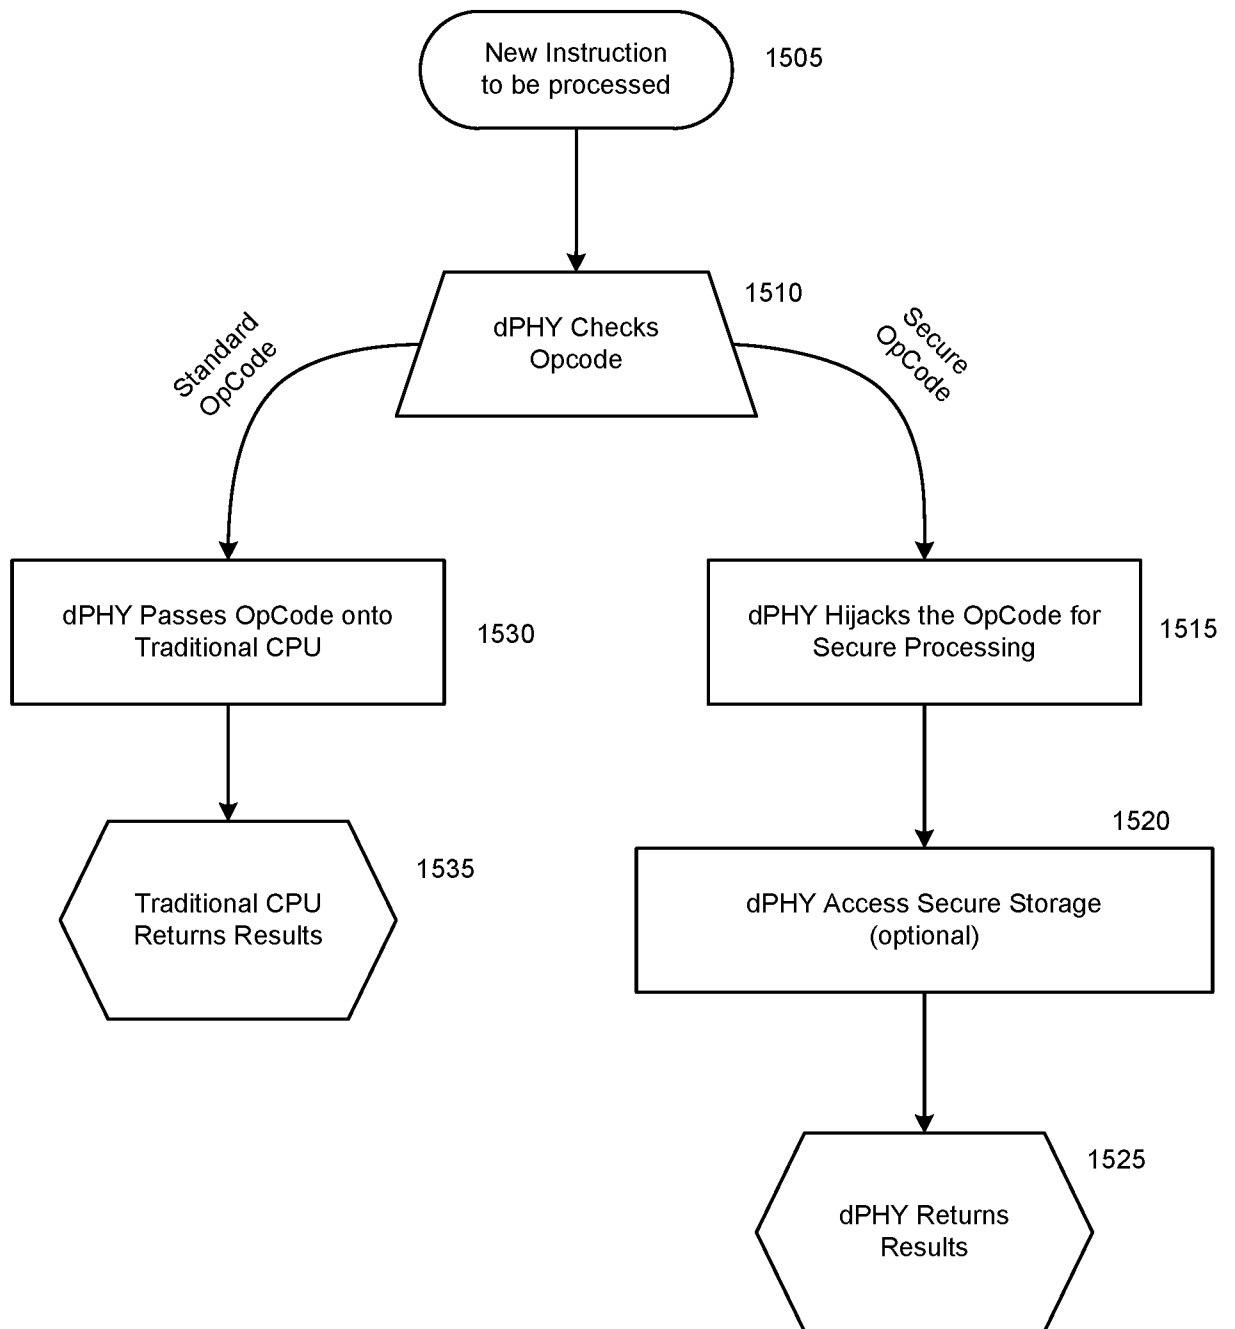 New Instruction
to be processed
1505
dPHY Checks
Opcode
1510
Standard
OpCode
Secure
OpCode
dPHY Passes OpCode onto
Traditional CPU
1530
dPHY Hijacks the OpCode for
Secure Processing
1515
Traditional CPU
Returns Results
1535
1520
dPHY Access Secure Storage
(optional)
1525
dPHY Returns
Results